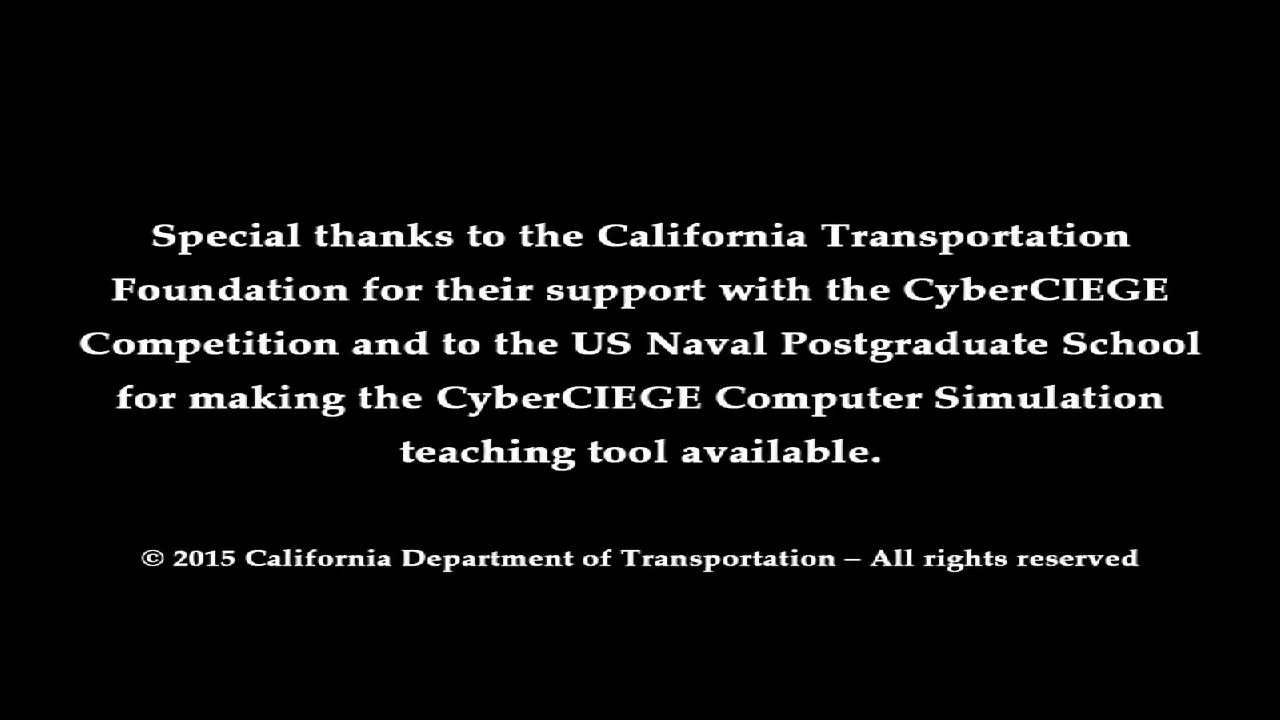 Special thanks to the California Transportation
Foundation for their support with the CyberCIEGE
Competition and to the US Naval Postgraduate School
for making the CyberCIEGE Computer Simulation
teaching tool available.
© 2015 California Department of Transportation – All rights reserved